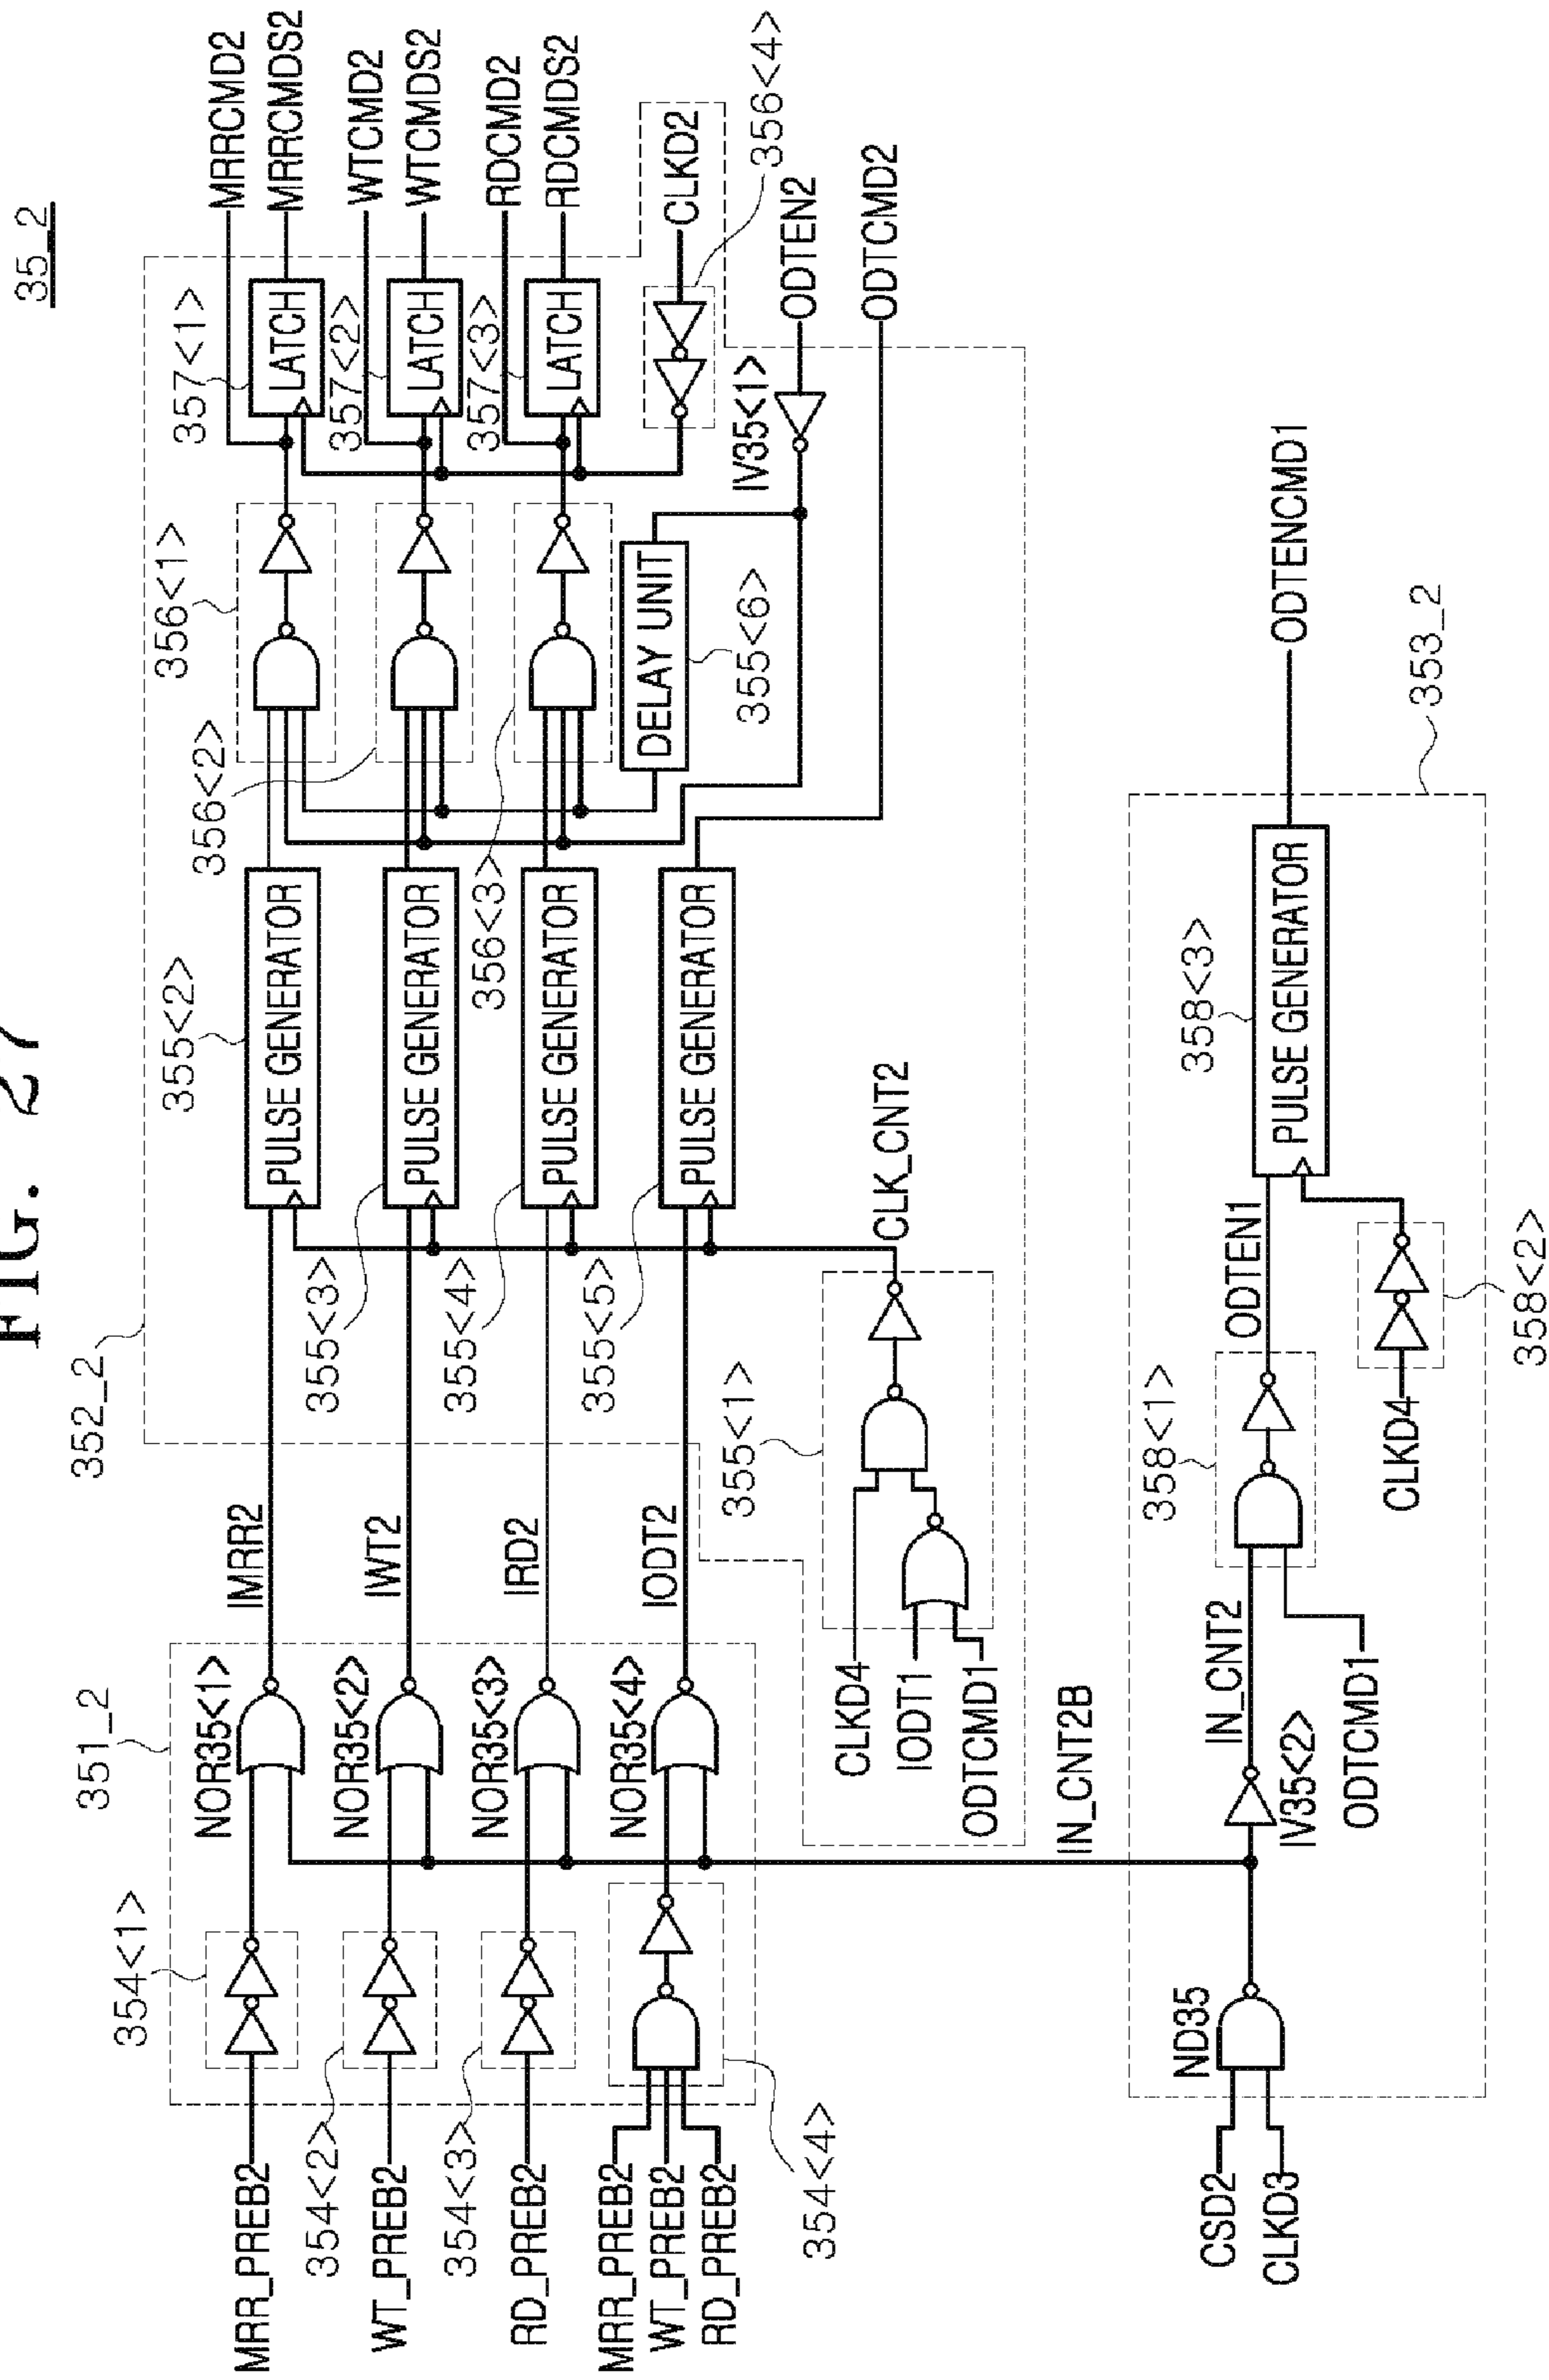 FIG. 27
35_2
352_2
351_2
354<1>
MRR_PREB2
NOR35<1>
IMRR2
355<2>
PULSE GENERATOR
356<1>
357<1>
LATCH
MRRCMD2
MRRCMDS2
354<2>
WT_PREB2
NOR35<2>
IWT2
355<3>
PULSE GENERATOR
356<2>
357<2>
LATCH
WTCMD2
WTCMDS2
354<3>
RD_PREB2
NOR35<3>
IRD2
355<4>
PULSE GENERATOR
356<3>
357<3>
LATCH
RDCMD2
RDCMDS2
MRR_PREB2
WT_PREB2
RD_PREB2
354<4>
NOR35<4>
IODT2
355<5>
PULSE GENERATOR
DELAY UNIT
355<6>
CLKD2
356<4>
IV35<1>
ODTEN2
ODTCMD2
355<1>
CLKD4
IODT1
ODTCMD1
CLK_CNT2
IN_CNT2B
CSD2
CLKD3
ND35
IV35<2>
IN_CNT2
ODTCMD1
358<1>
ODTEN1
CLKD4
358<2>
358<3>
PULSE GENERATOR
ODTENCMD1
353_2